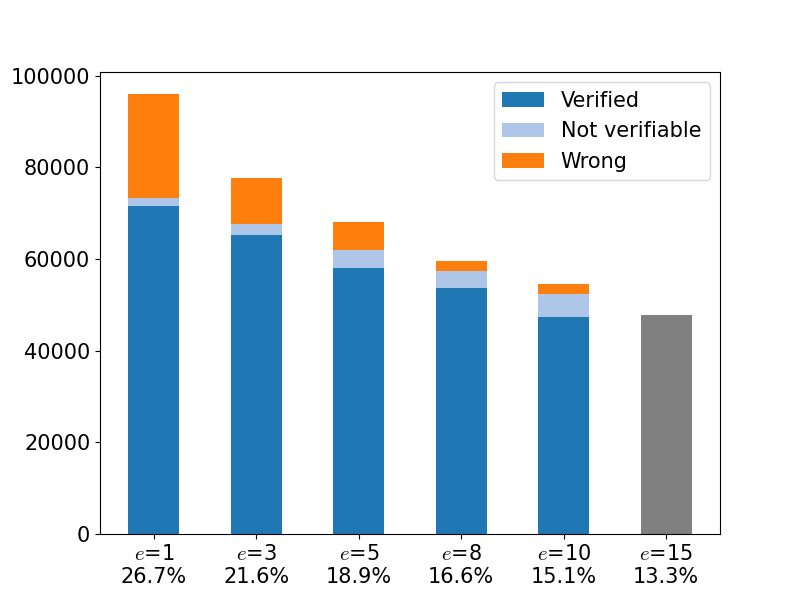 100000
80000
60000
40000
20000
0
Verified
Not verifiable
Wrong
e=1 e=3 e=5 e=8 e=10 e=15
26.7% 21.6% 18.9% 16.6% 15.1% 13.3%